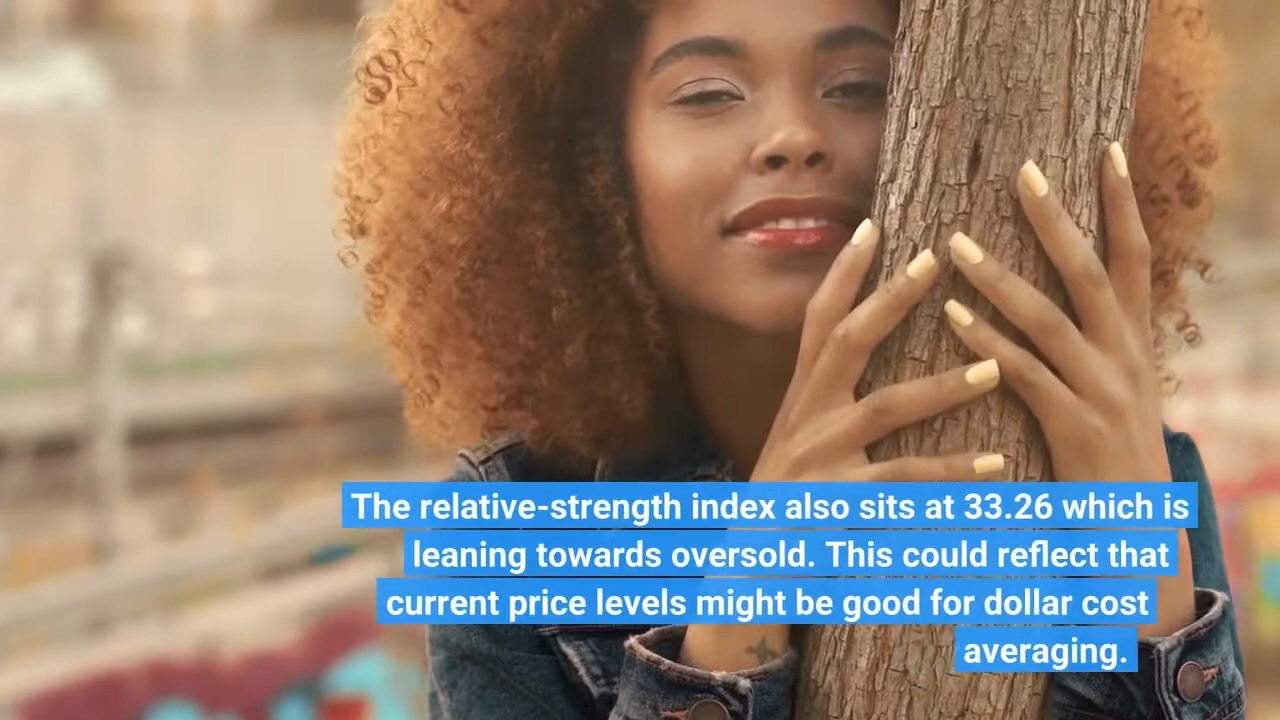 The relative-strength index also sits at 33.26 which is
leaning towards oversold. This could reflect that
current price levels might be good for dollar cost
averaging.